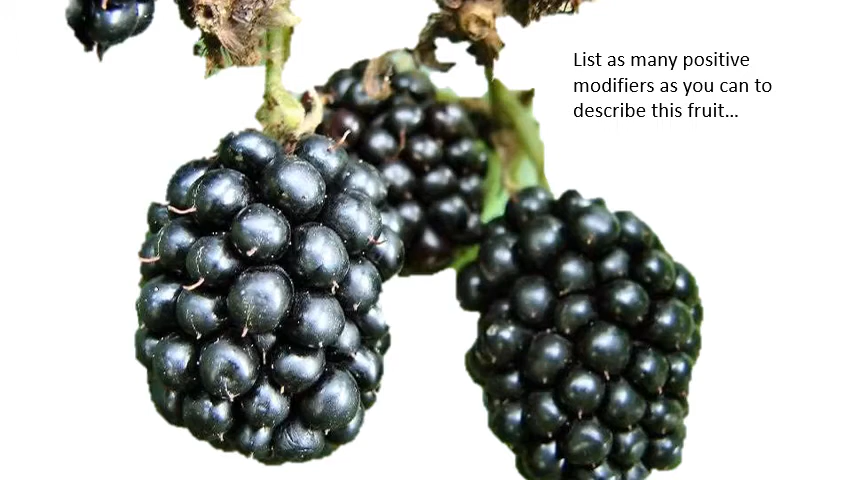 List as many positive
modifiers as you can to
describe this fruit…